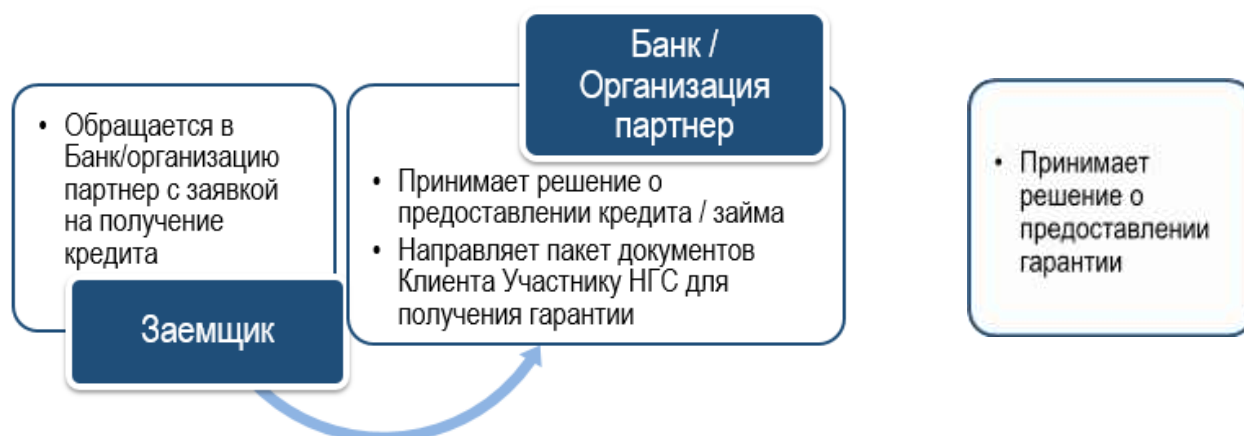 • Обращается в
Банк/организацию
партнер с заявкой
на получение
кредита
Заемщик
Банк /
Организация
партнер
• Принимает решение о
предоставлении кредита / займа
• Направляет пакет документов
Клиента Участнику НГС для
получения гарантии
• Принимает
решение о
предоставлении
гарантии